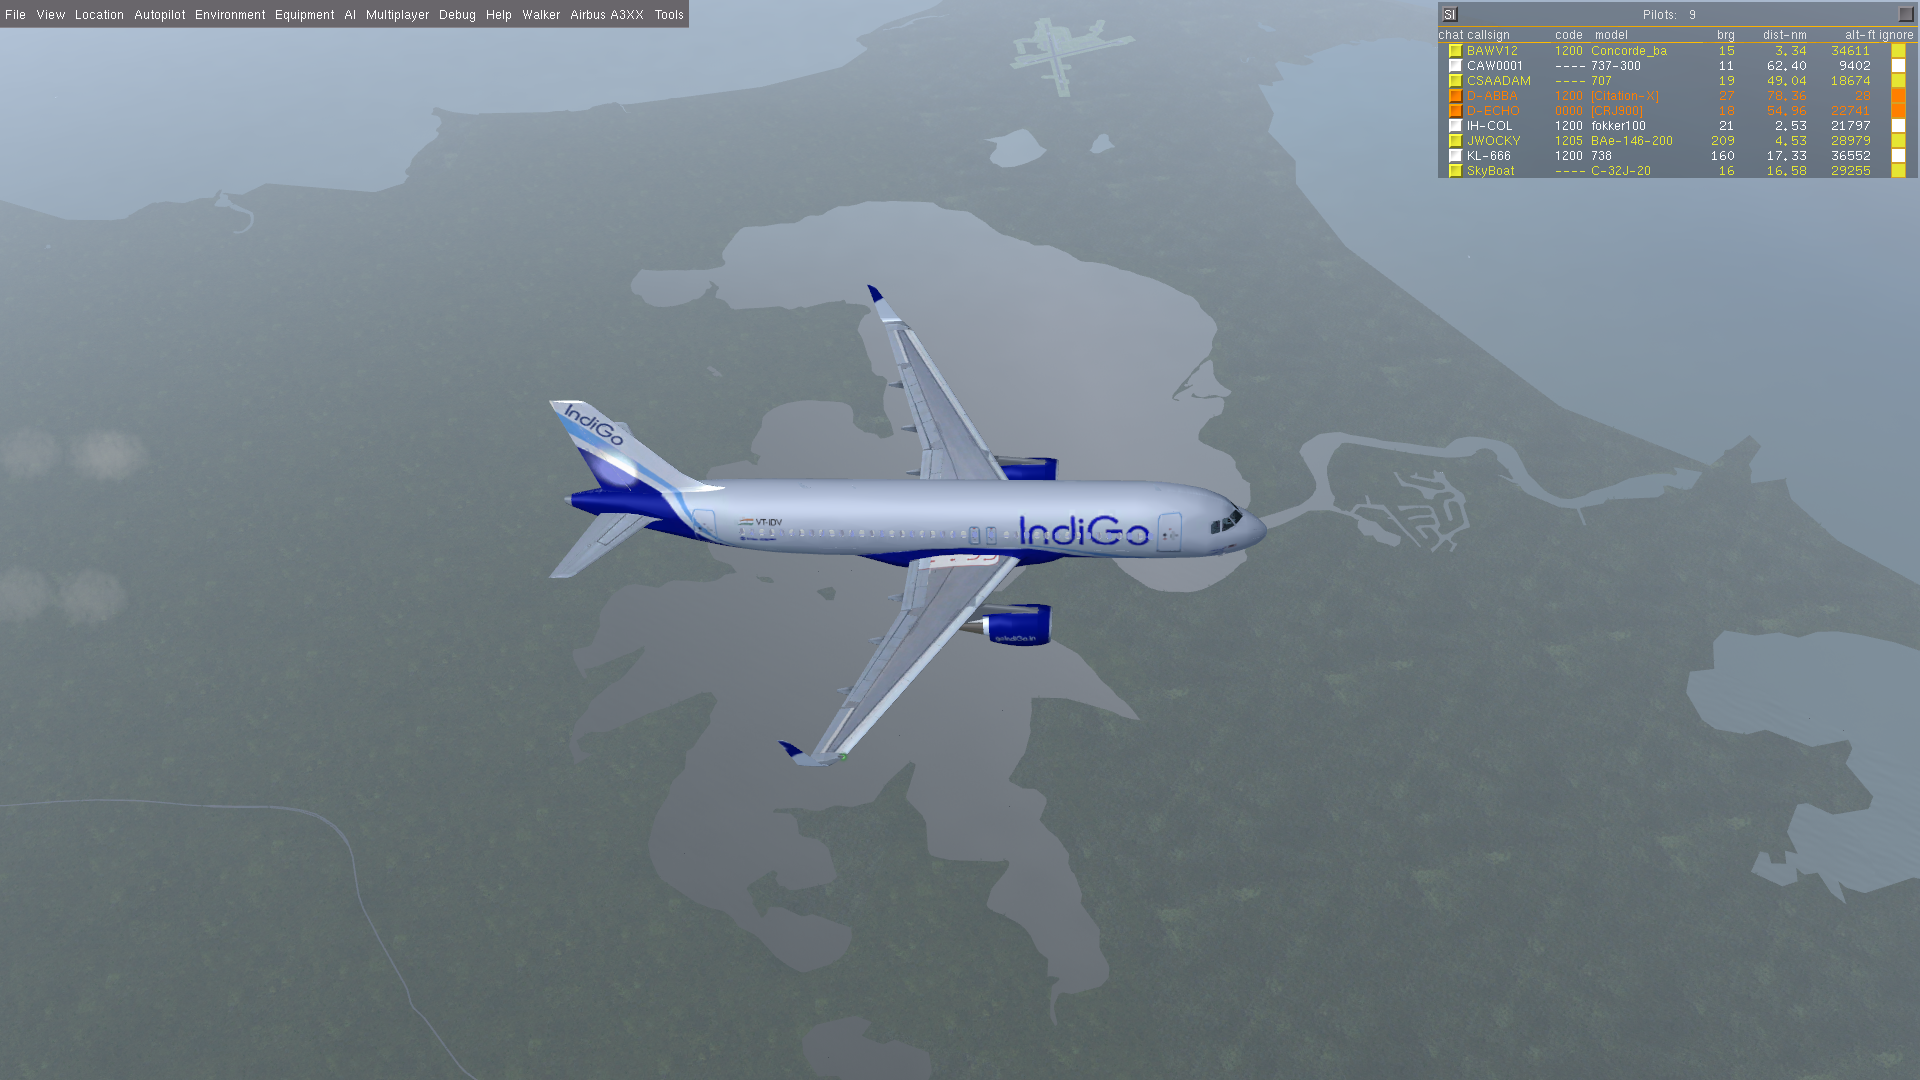 File View Location Autopilot Environment Equipment AI Multiplayer Debug Help Walker Airbus A3XX Tools
SI Pilots: 9
chat callsign code model brg dist-nm alt-ft ignore
BAWV12 1200 Concorde_ba 15 3.34 34611
CAW0001 ---- 737-300 11 62.40 9402
CSAADAM ---- 707 19 49.04 18674
D-ABBA 1200 [Citation-X] 27 78.36 28
D-ECHO 0000 [CRJ900] 18 54.96 22741
IH-COL 1200 fokker100 21 2.53 21797
JWOCKY 1205 BAe-146-200 209 4.53 28979
KL-666 1200 738 160 17.33 36552
SkyBoat ---- C-32J-20 16 16.58 29255
IndiGo
VT-IDV
IndiGo
goIndiGo.in